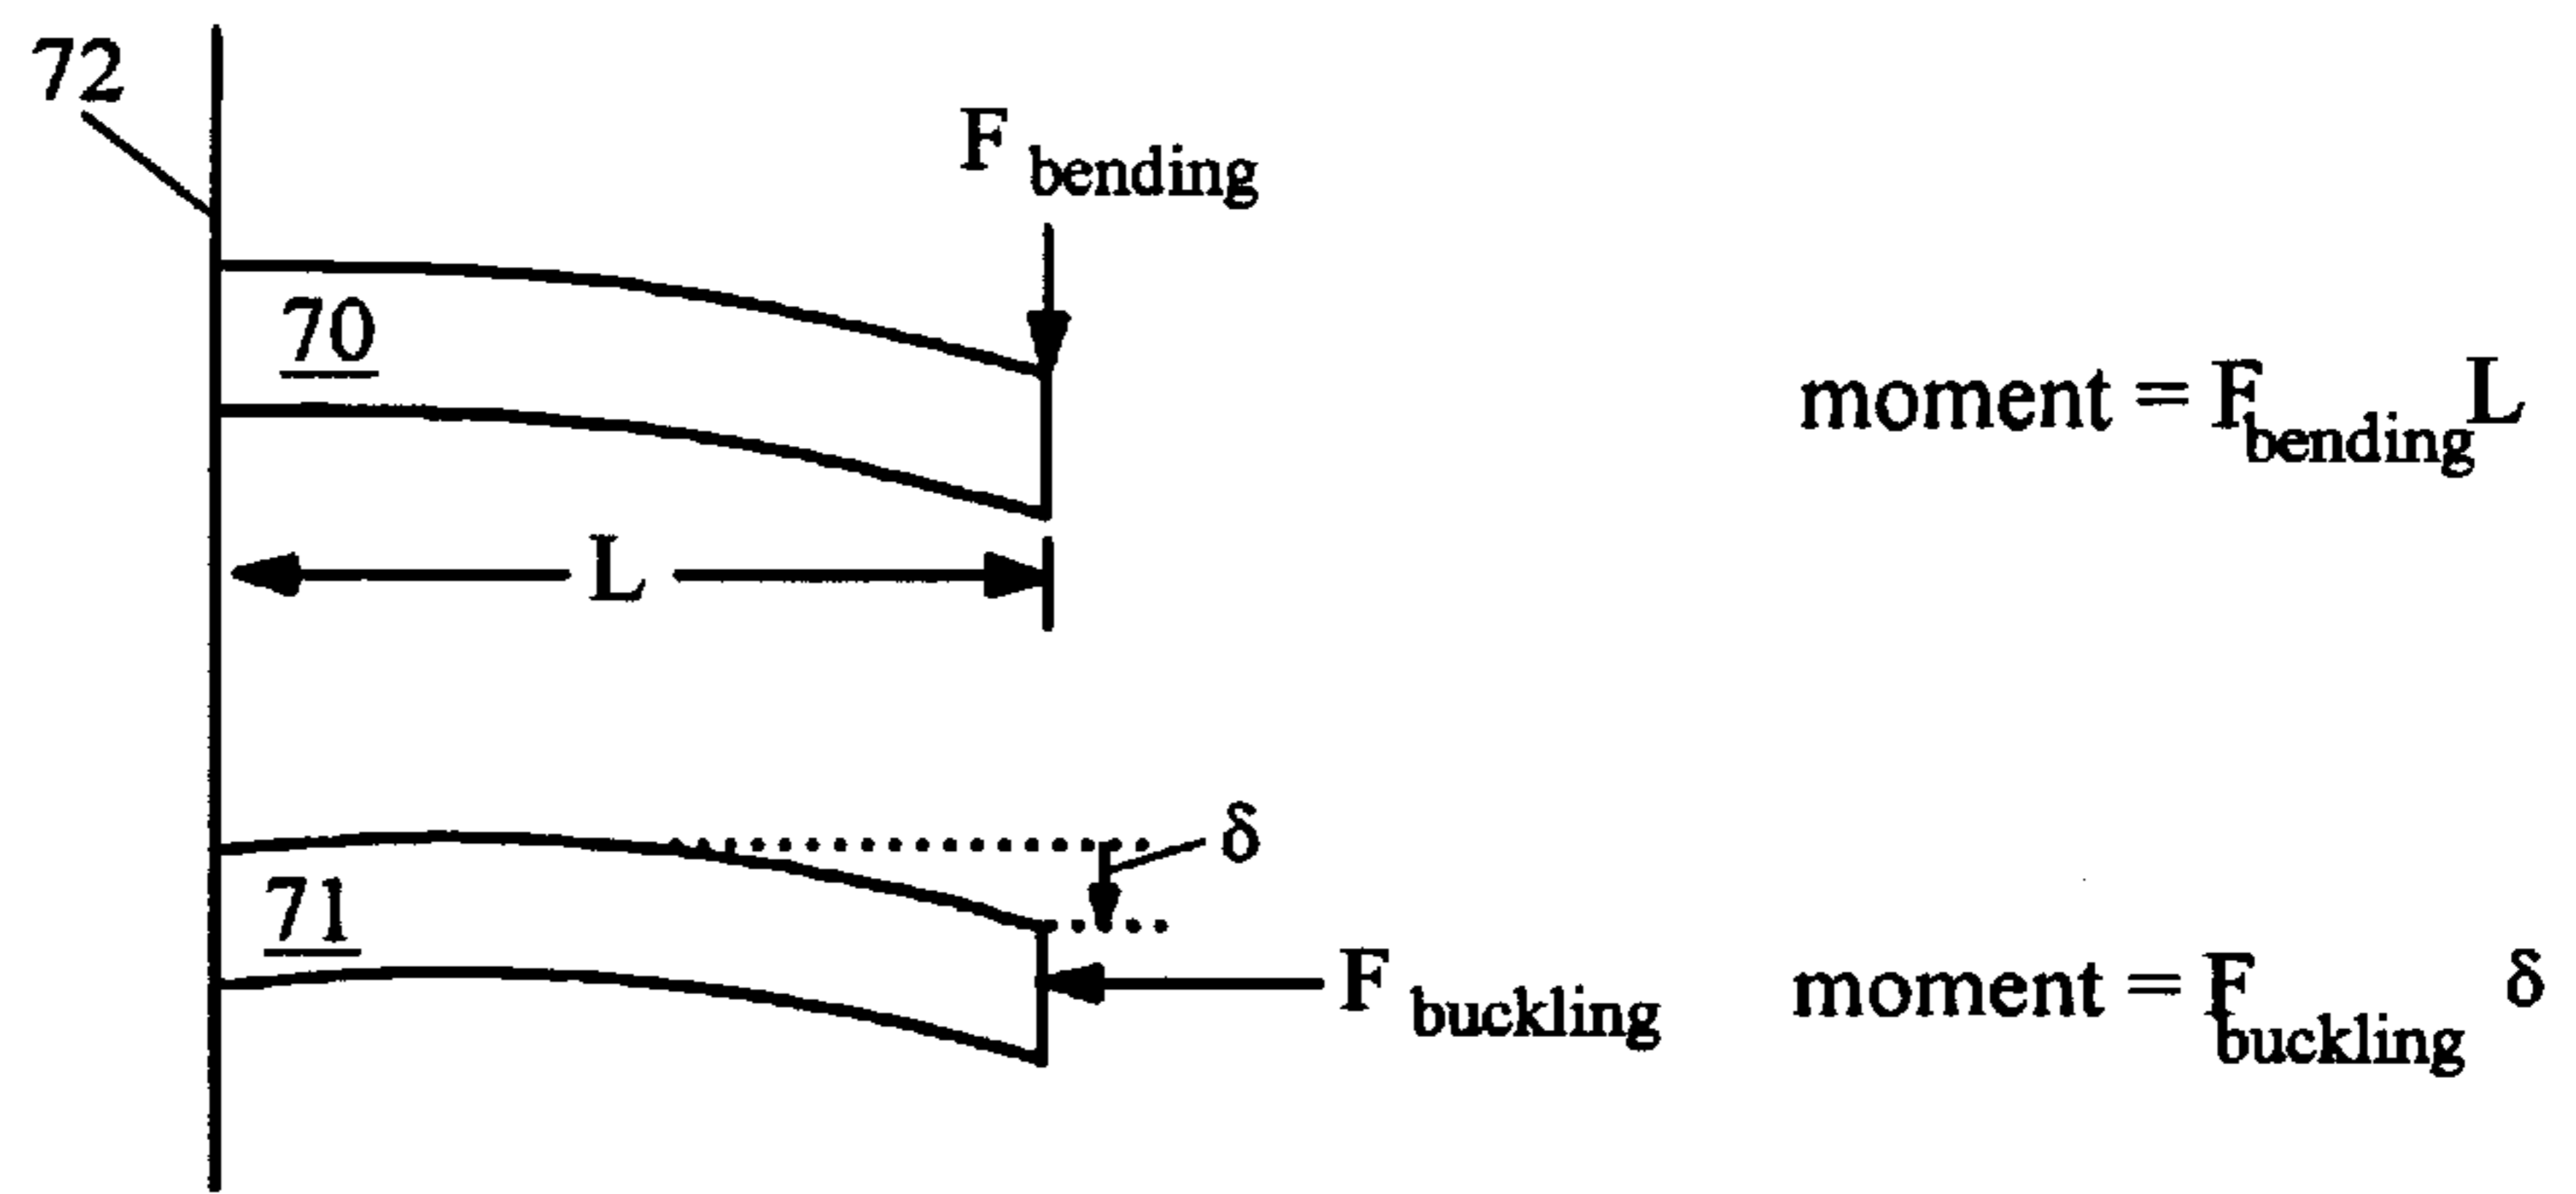 72
F bending
70
moment = F bending L
L
δ
71
F buckling
moment = F buckling δ